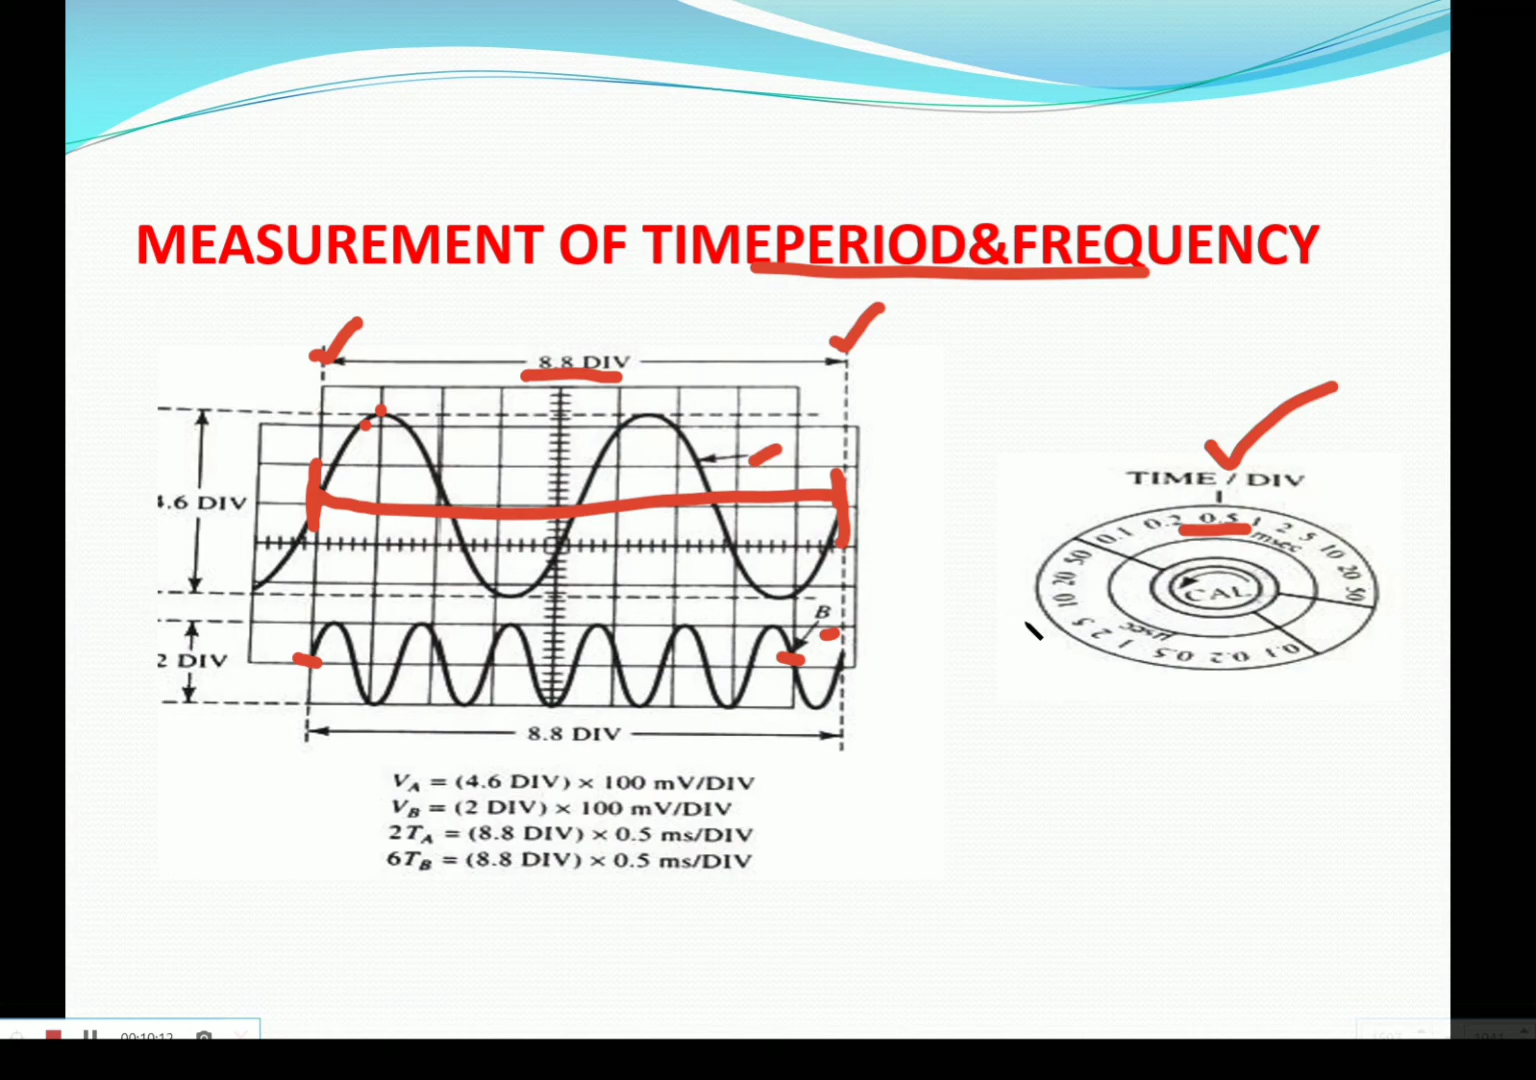 MEASUREMENT OF TIMEPERIOD&FREQUENCY
8.8 DIV
4.6 DIV
B
2 DIV
8.8 DIV
V_A = (4.6 DIV) × 100 mV/DIV
V_B = (2 DIV) × 100 mV/DIV
2T_A = (8.8 DIV) × 0.5 ms/DIV
6T_B = (8.8 DIV) × 0.5 ms/DIV
TIME / DIV
0.1 0.2 0.5 1 2 5 10 20 50
msec
CAL
µsec
0.1 0.2 0.5 1 2 5 10 20 50
00:10:12